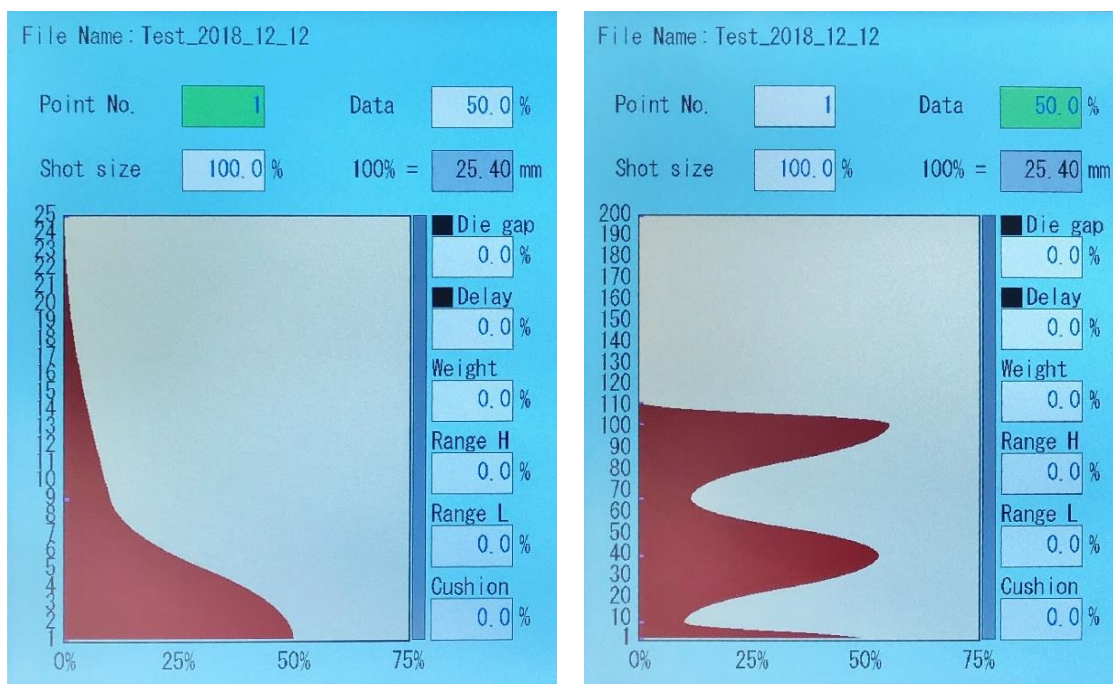 File Name:Test_2018_12_12
Point No. 1 Data 50.0 %
Shot size 100.0 % 100% = 25.40 mm
25
24
23
22
21
20
19
18
17
16
15
14
13
12
11
10
9
8
7
6
5
4
3
2
1
0% 25% 50% 75%
Die gap
0.0 %
Delay
0.0 %
Weight
0.0 %
Range H
0.0 %
Range L
0.0 %
Cushion
0.0 %
File Name:Test_2018_12_12
Point No. 1 Data 50.0 %
Shot size 100.0 % 100% = 25.40 mm
200
190
180
170
160
150
140
130
120
110
100
90
80
70
60
50
40
30
20
10
1
0% 25% 50% 75%
Die gap
0.0 %
Delay
0.0 %
Weight
0.0 %
Range H
0.0 %
Range L
0.0 %
Cushion
0.0 %